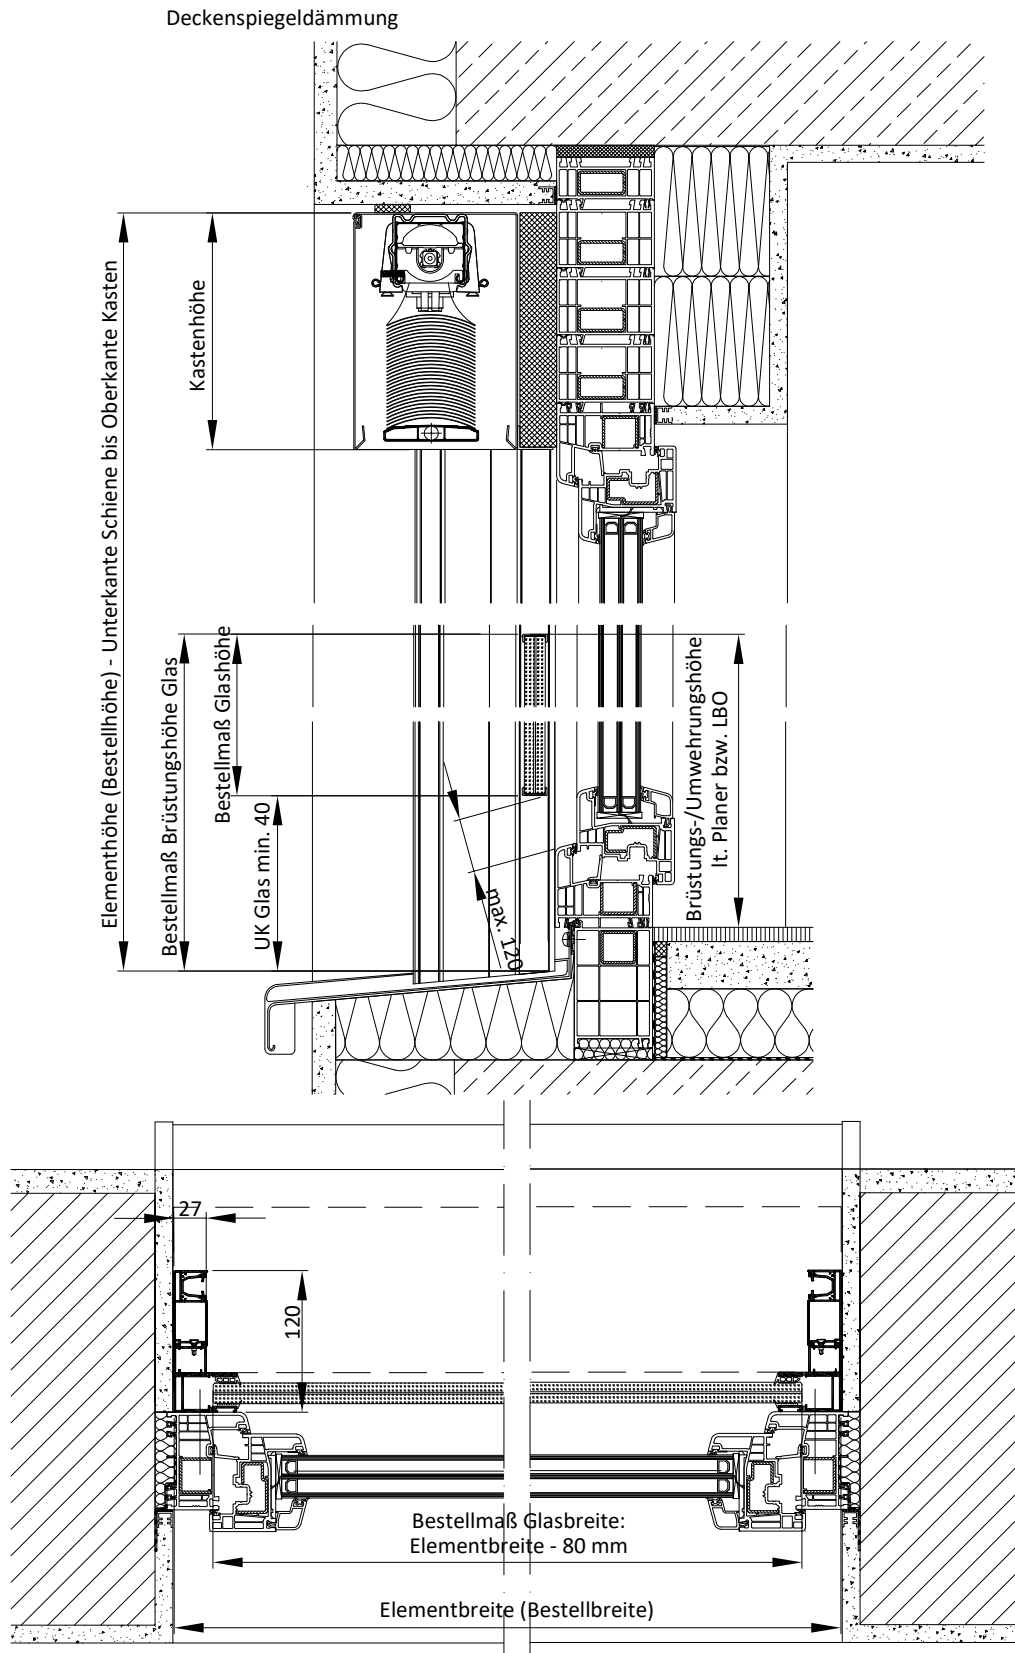 Deckenspiegeldämmung
Elementhöhe (Bestellhöhe) - Unterkante Schiene bis Oberkante Kasten
Kastenhöhe
Bestellmaß Brüstungshöhe Glas
Bestellmaß Glashöhe
UK Glas min. 40
max. 120
Brüstungs-/Umwehrungshöhe
lt. Planer bzw. LBO
27
120
Bestellmaß Glasbreite:
Elementbreite - 80 mm
Elementbreite (Bestellbreite)